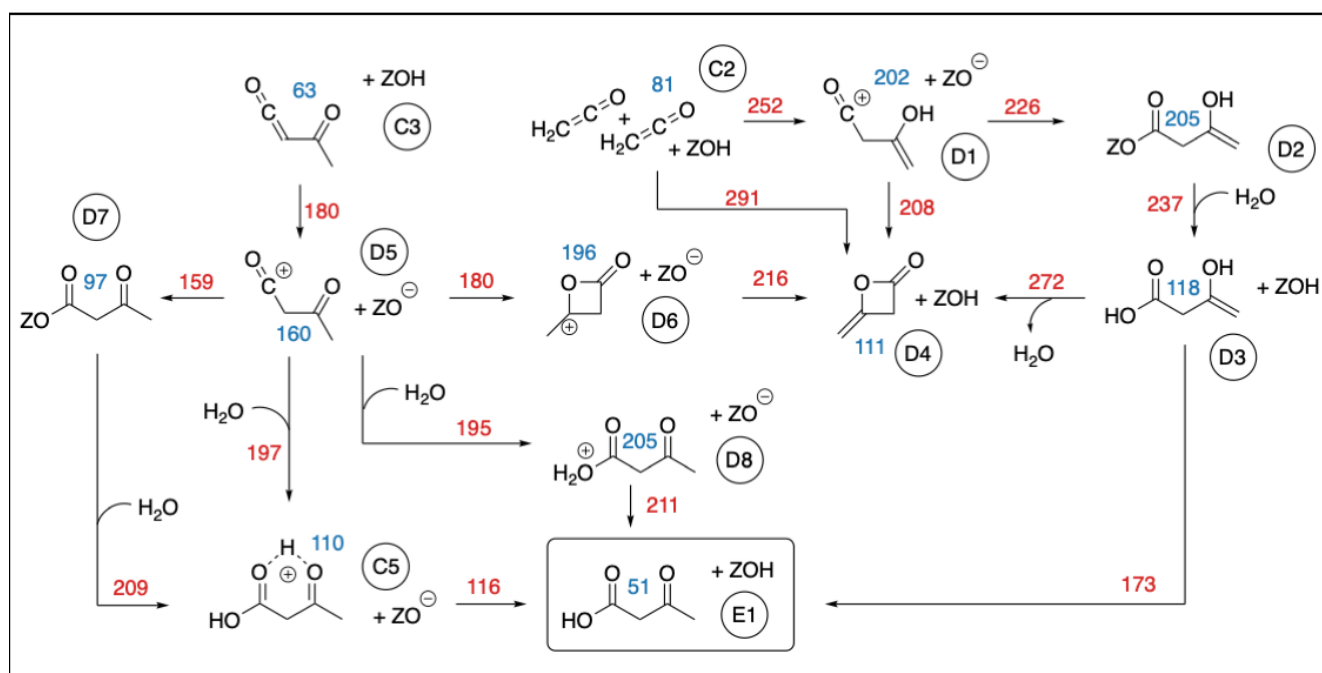 63
+ ZOH
C3
O
O
180
81
C2
H₂C
O
+
H₂C
O
+ ZOH
252
291
202
+ ZO⊖
O
C
⊕
OH
D1
226
208
O
OH
205
ZO
D2
237
H₂O
D7
O
O
97
ZO
159
O
⊕
C
O
160
D5
+ ZO⊖
180
196
O
O
⊕
+ ZO⊖
D6
216
O
O
111
+ ZOH
D4
272
H₂O
O
OH
118
HO
+ ZOH
D3
H₂O
197
H₂O
195
+ ZO⊖
O
O
205
⊕
H₂O
D8
211
H₂O
209
H
110
O
O
⊕
HO
C5
+ ZO⊖
116
O
O
51
HO
+ ZOH
E1
173